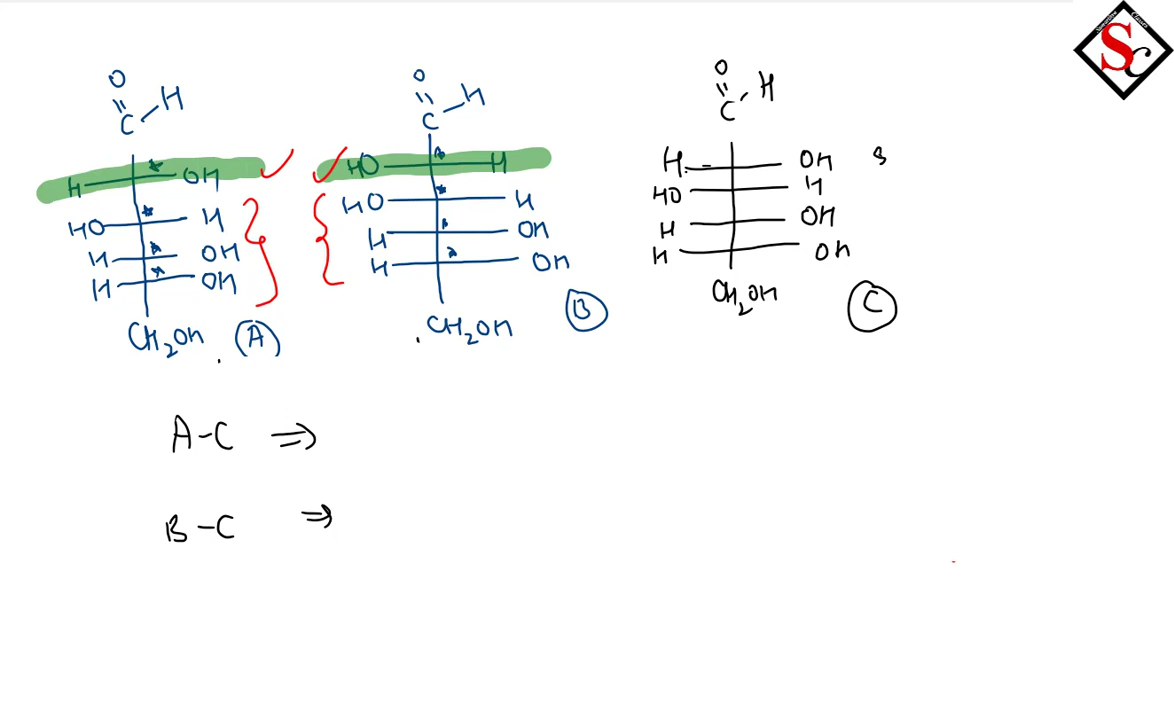 O
C H
H OH
HO H
H OH
H OH
CH2OH (A)
O
C H
HO H
HO H
H OH
H OH
CH2OH (B)
O
C H
H OH
HO H
H OH
H OH
CH2OH (C)
SC
A-C ⇒
B-C ⇒